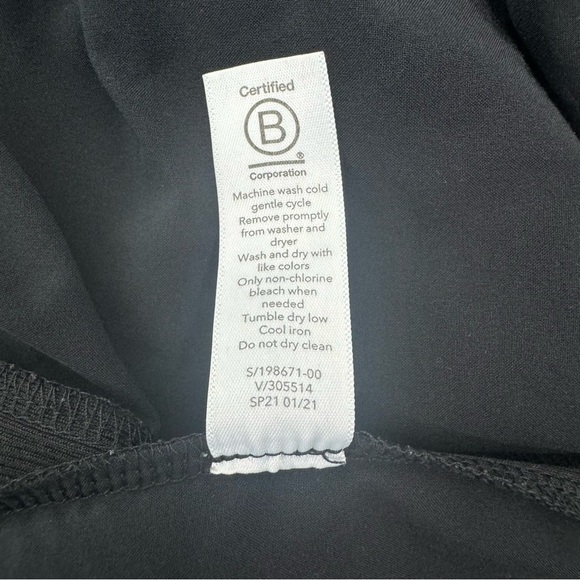 Certified
B
®
Corporation
Machine wash cold
gentle cycle
Remove promptly
from washer and
dryer
Wash and dry with
like colors
Only non-chlorine
bleach when
needed
Tumble dry low
Cool iron
Do not dry clean
S/198671-00
V/305514
SP21 01/21